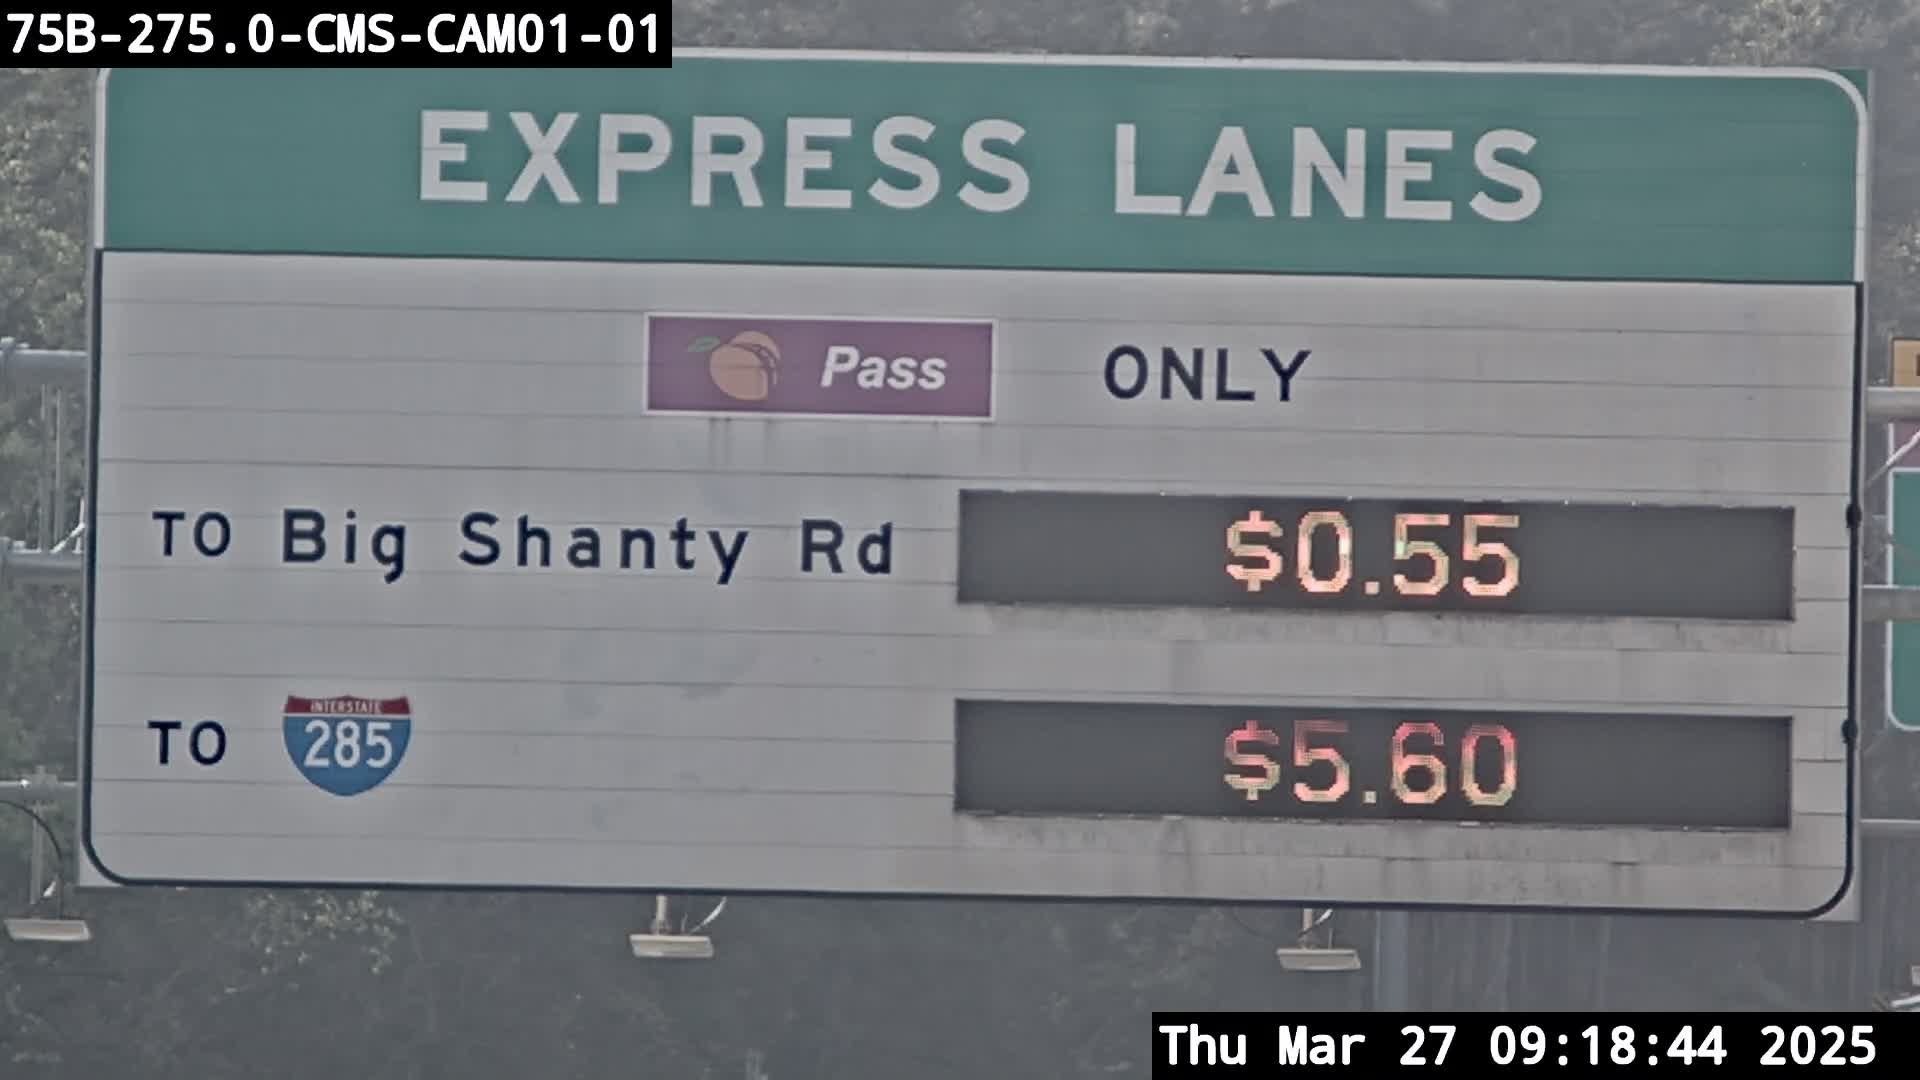 75B-275.0-CMS-CAM01-01
EXPRESS LANES
Pass ONLY
TO Big Shanty Rd $0.55
INTERSTATE
TO 285 $5.60
Thu Mar 27 09:18:44 2025